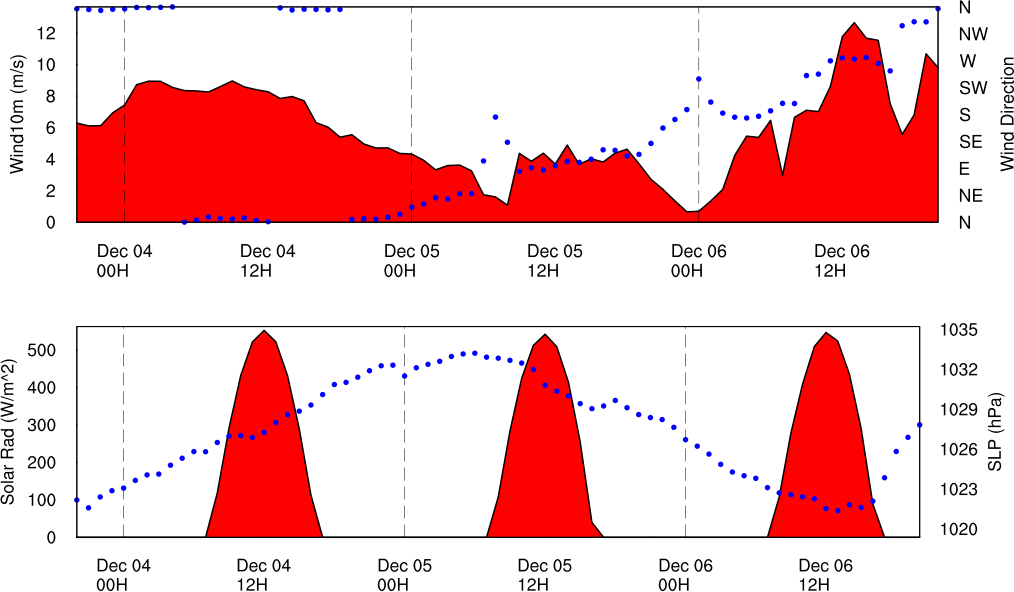 Wind10m (m/s)
12
10
8
6
4
2
0
N
NW
W
SW
S
SE
E
NE
N
Wind Direction
Dec 04 00H
Dec 04 12H
Dec 05 00H
Dec 05 12H
Dec 06 00H
Dec 06 12H
Solar Rad (W/m^2)
500
400
300
200
100
0
1035
1032
1029
1026
1023
1020
SLP (hPa)
Dec 04 00H
Dec 04 12H
Dec 05 00H
Dec 05 12H
Dec 06 00H
Dec 06 12H